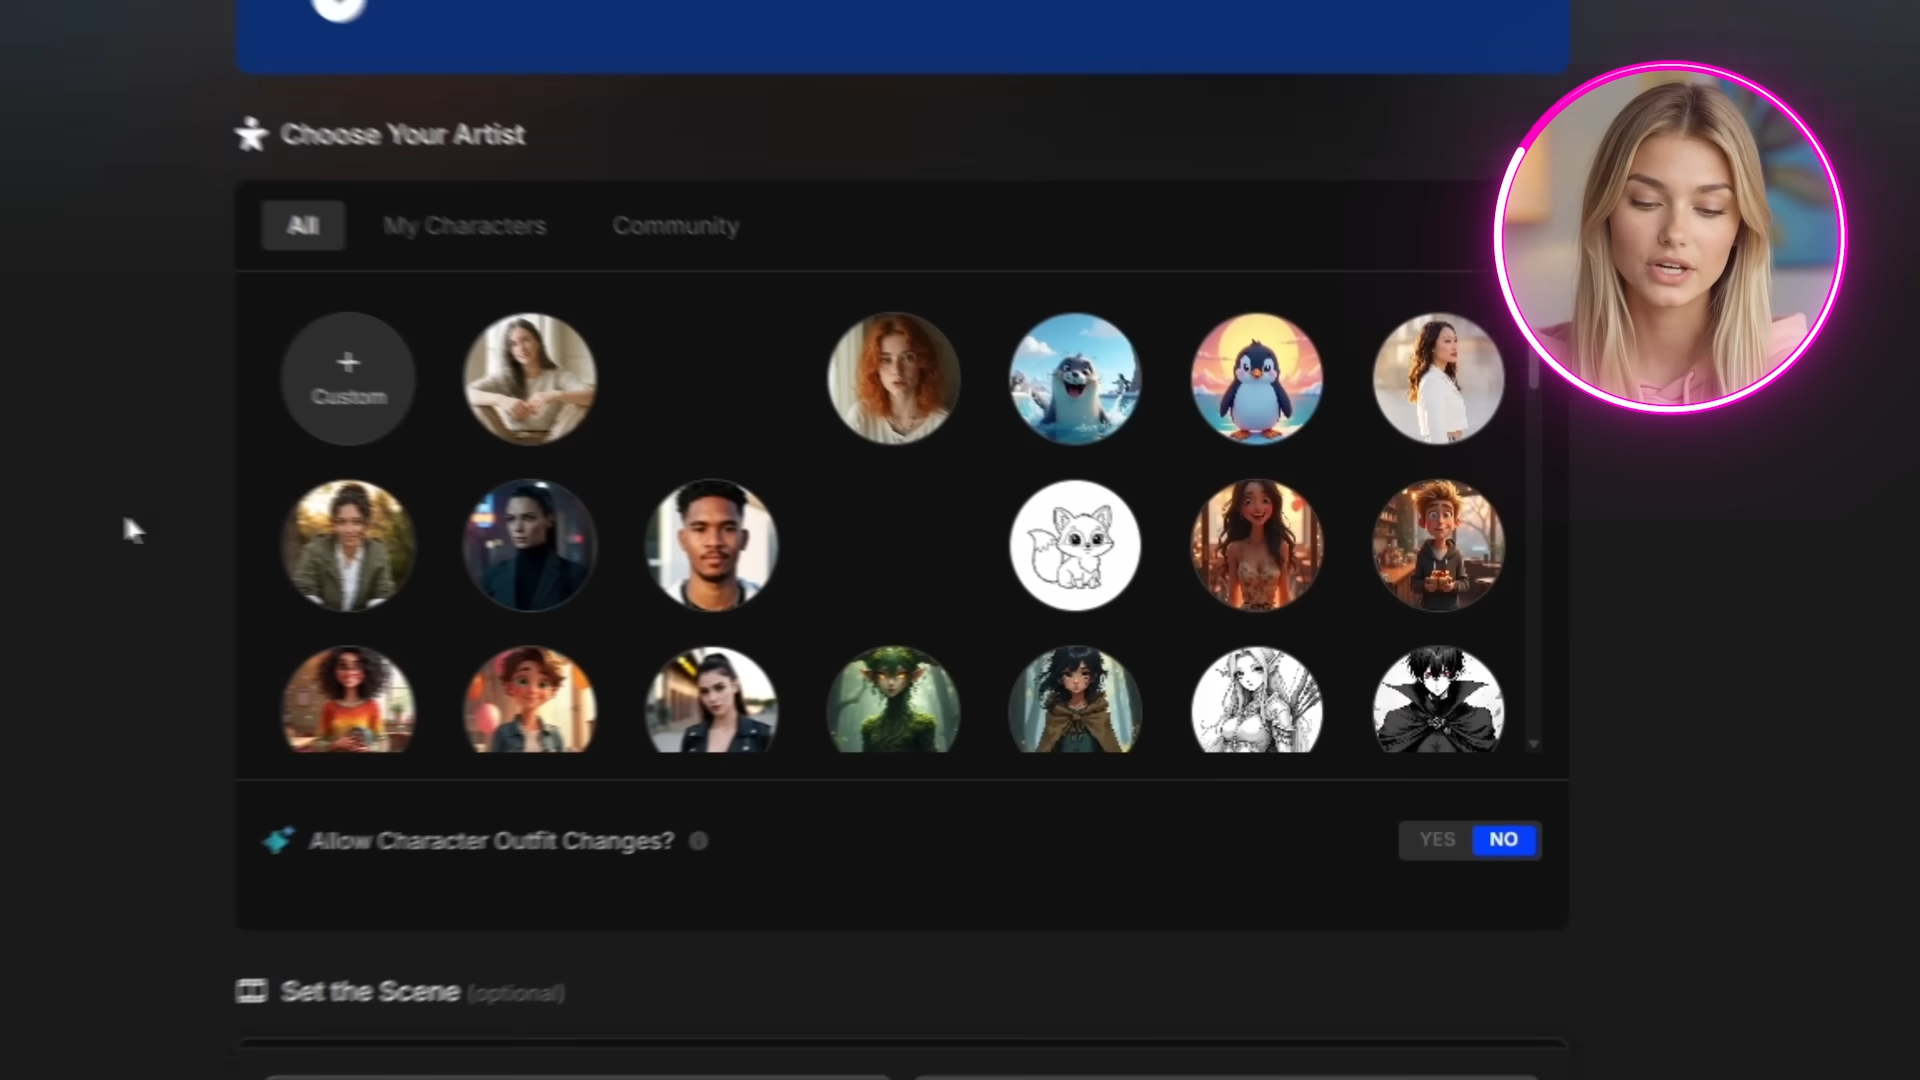 Choose Your Artist
All
My Characters
Community
+
Custom
Allow Character Outfit Changes?
YES
NO
Set the Scene (optional)